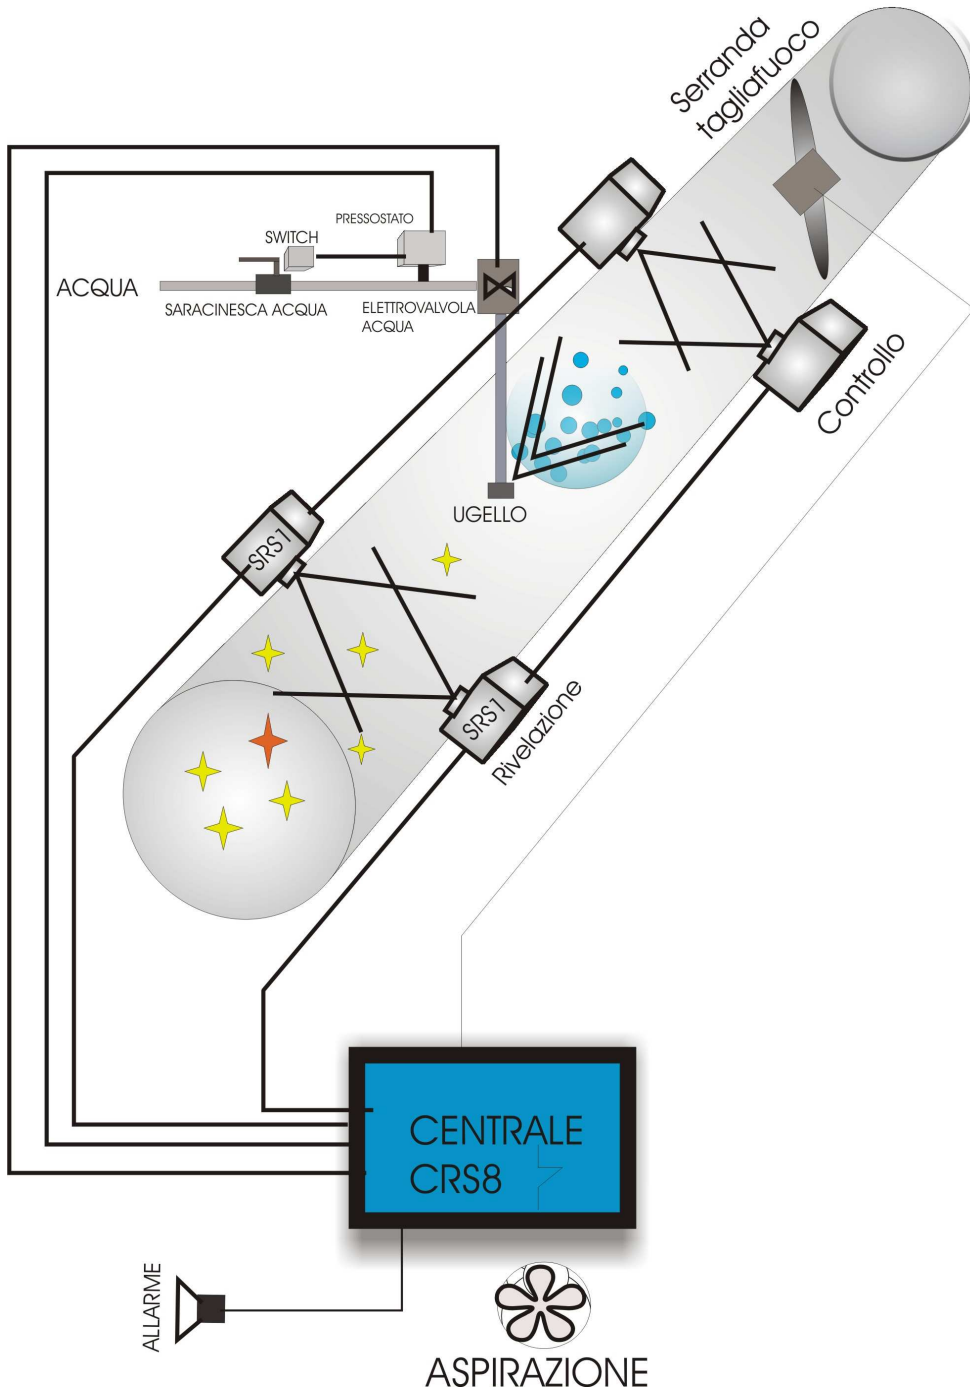 Serranda
tagliafuoco
PRESSOSTATO
SWITCH
ACQUA
SARACINESCA ACQUA
ELETTROVALVOLA
ACQUA
Controllo
UGELLO
SRS1
SRS1
Rivelazione
CENTRALE
CRS8
ALLARME
ASPIRAZIONE